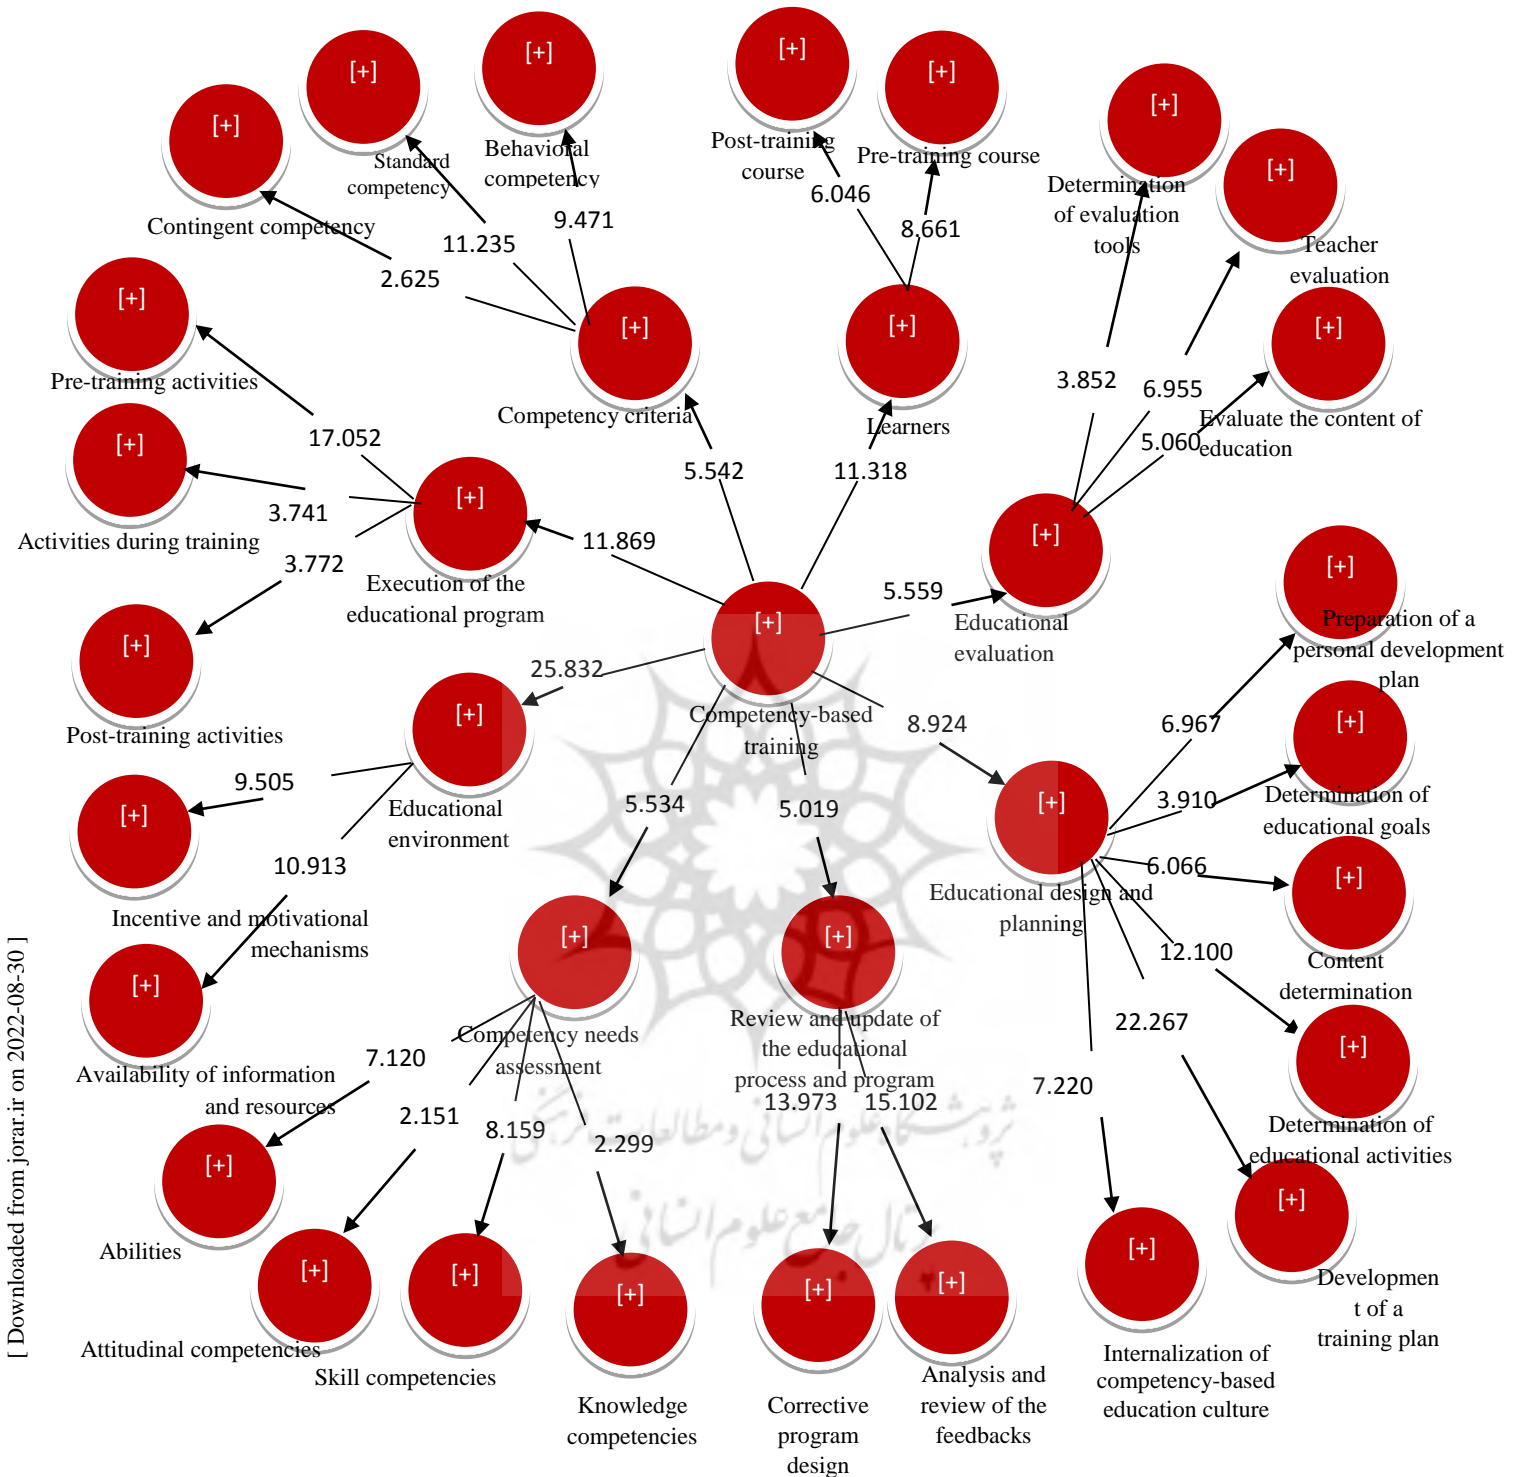 [+]
[+]
[+]
[+]
[+]
[+]
[+]
Behavioral
competency
Standard
competency
Contingent competency
Post-training
course
Pre-training course
Determination
of evaluation
tools
[+]
Teacher
evaluation
9.471
11.235
2.625
6.046
8.661
[+]
[+]
[+]
[+]
Pre-training activities
Competency criteria
Learners
3.852
6.955
5.060
Evaluate the content of
education
[+]
17.052
3.741
3.772
Activities during training
[+]
Execution of the
educational program
11.869
5.542
11.318
[+]
5.559
Educational
evaluation
[+]
Competency-based
training
[+]
Preparation of a
personal development
plan
[+]
Post-training activities
25.832
[+]
Educational
environment
9.505
10.913
[+]
Incentive and motivational
mechanisms
5.534
5.019
8.924
[+]
Educational design and
planning
6.967
3.910
6.066
12.100
22.267
7.220
[+]
Determination of
educational goals
[+]
Content
determination
[+]
Determination of
educational activities
[+]
Availability of information
and resources
[+]
Competency needs
assessment
[+]
Review and update of
the educational
process and program
7.120
2.151
8.159
2.299
13.973
15.102
پژوهشگاه علوم انسانی و مطالعات فرهنگی
پرتال جامع علوم انسانی
[+]
Abilities
[+]
Attitudinal competencies
[+]
Skill competencies
[+]
Knowledge
competencies
[+]
Corrective
program
design
[+]
Analysis and
review of the
feedbacks
[+]
Internalization of
competency-based
education culture
[+]
Developmen
t of a
training plan
[ Downloaded from jorar.ir on 2022-08-30 ]